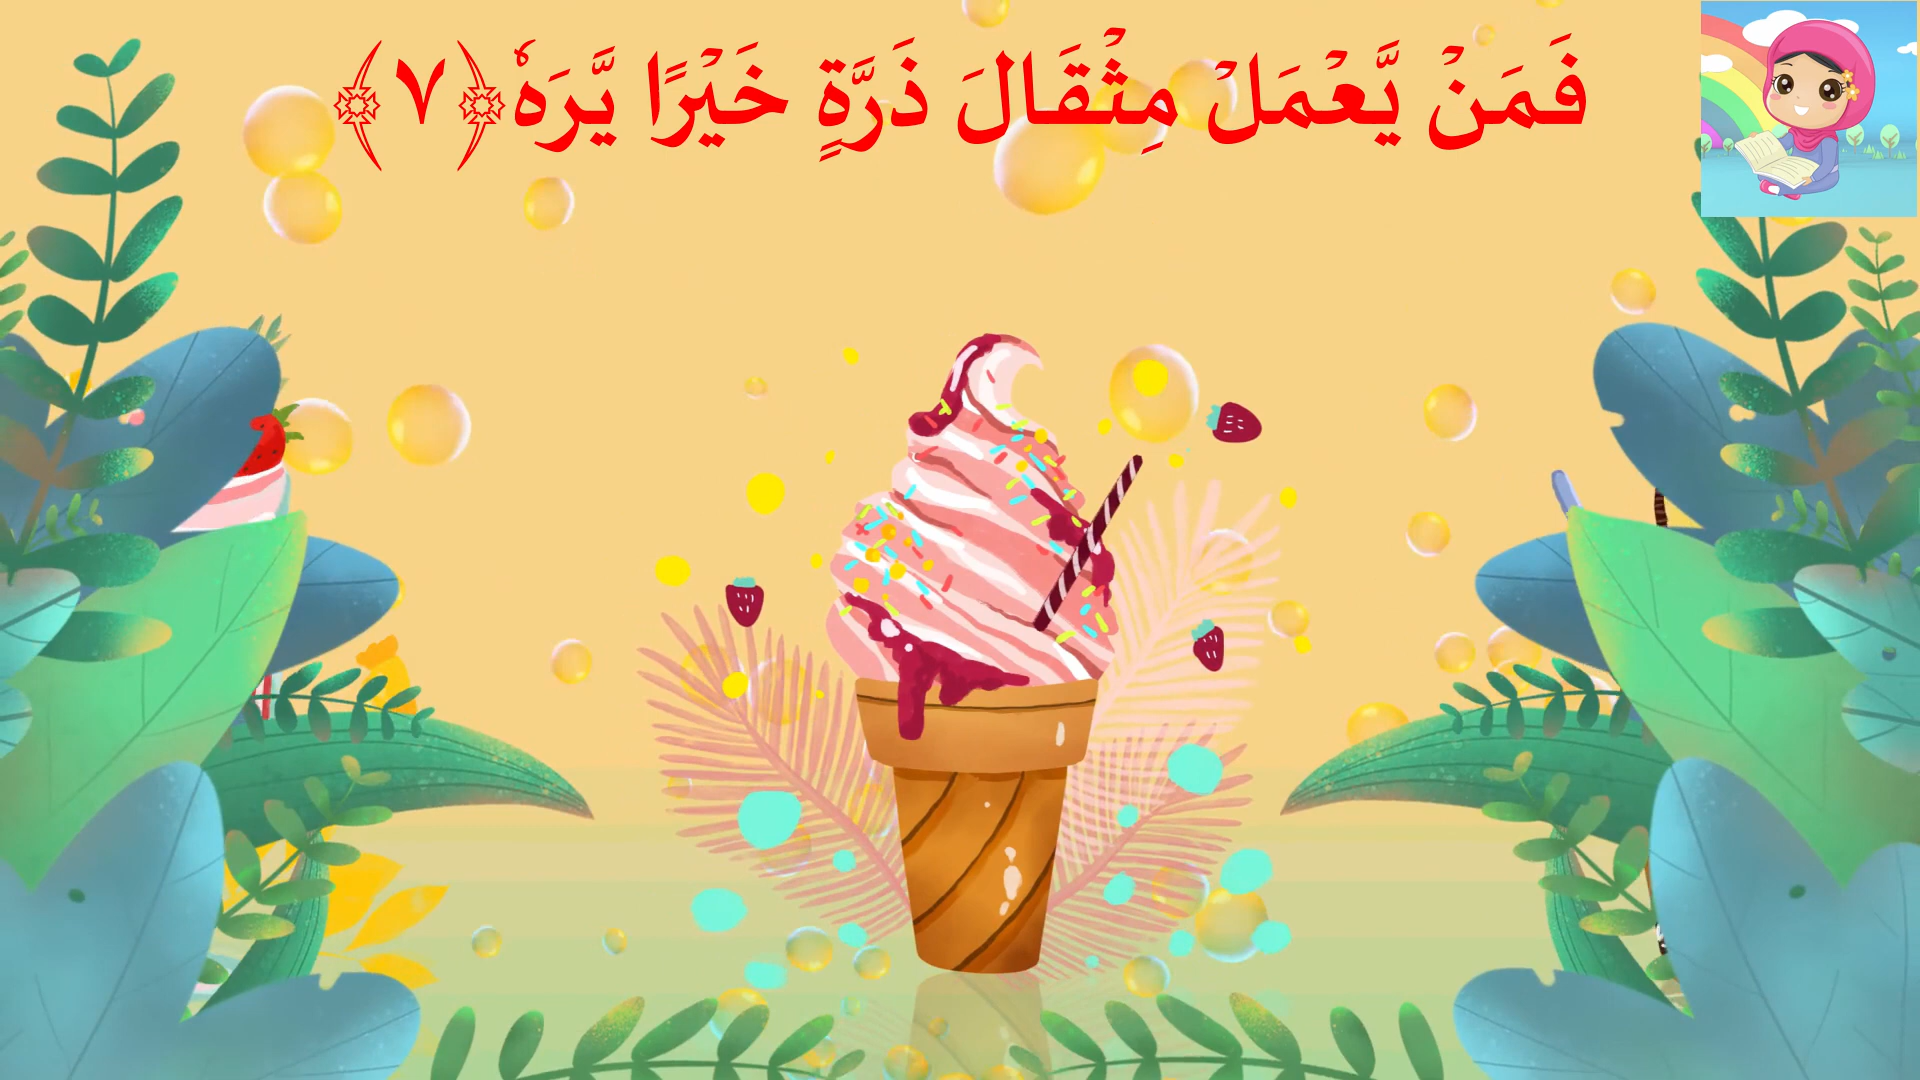 فَمَنْ يَّعْمَلْ مِثْقَالَ ذَرَّةٍ خَيْرًا يَّرَهٗ ﴿٧﴾